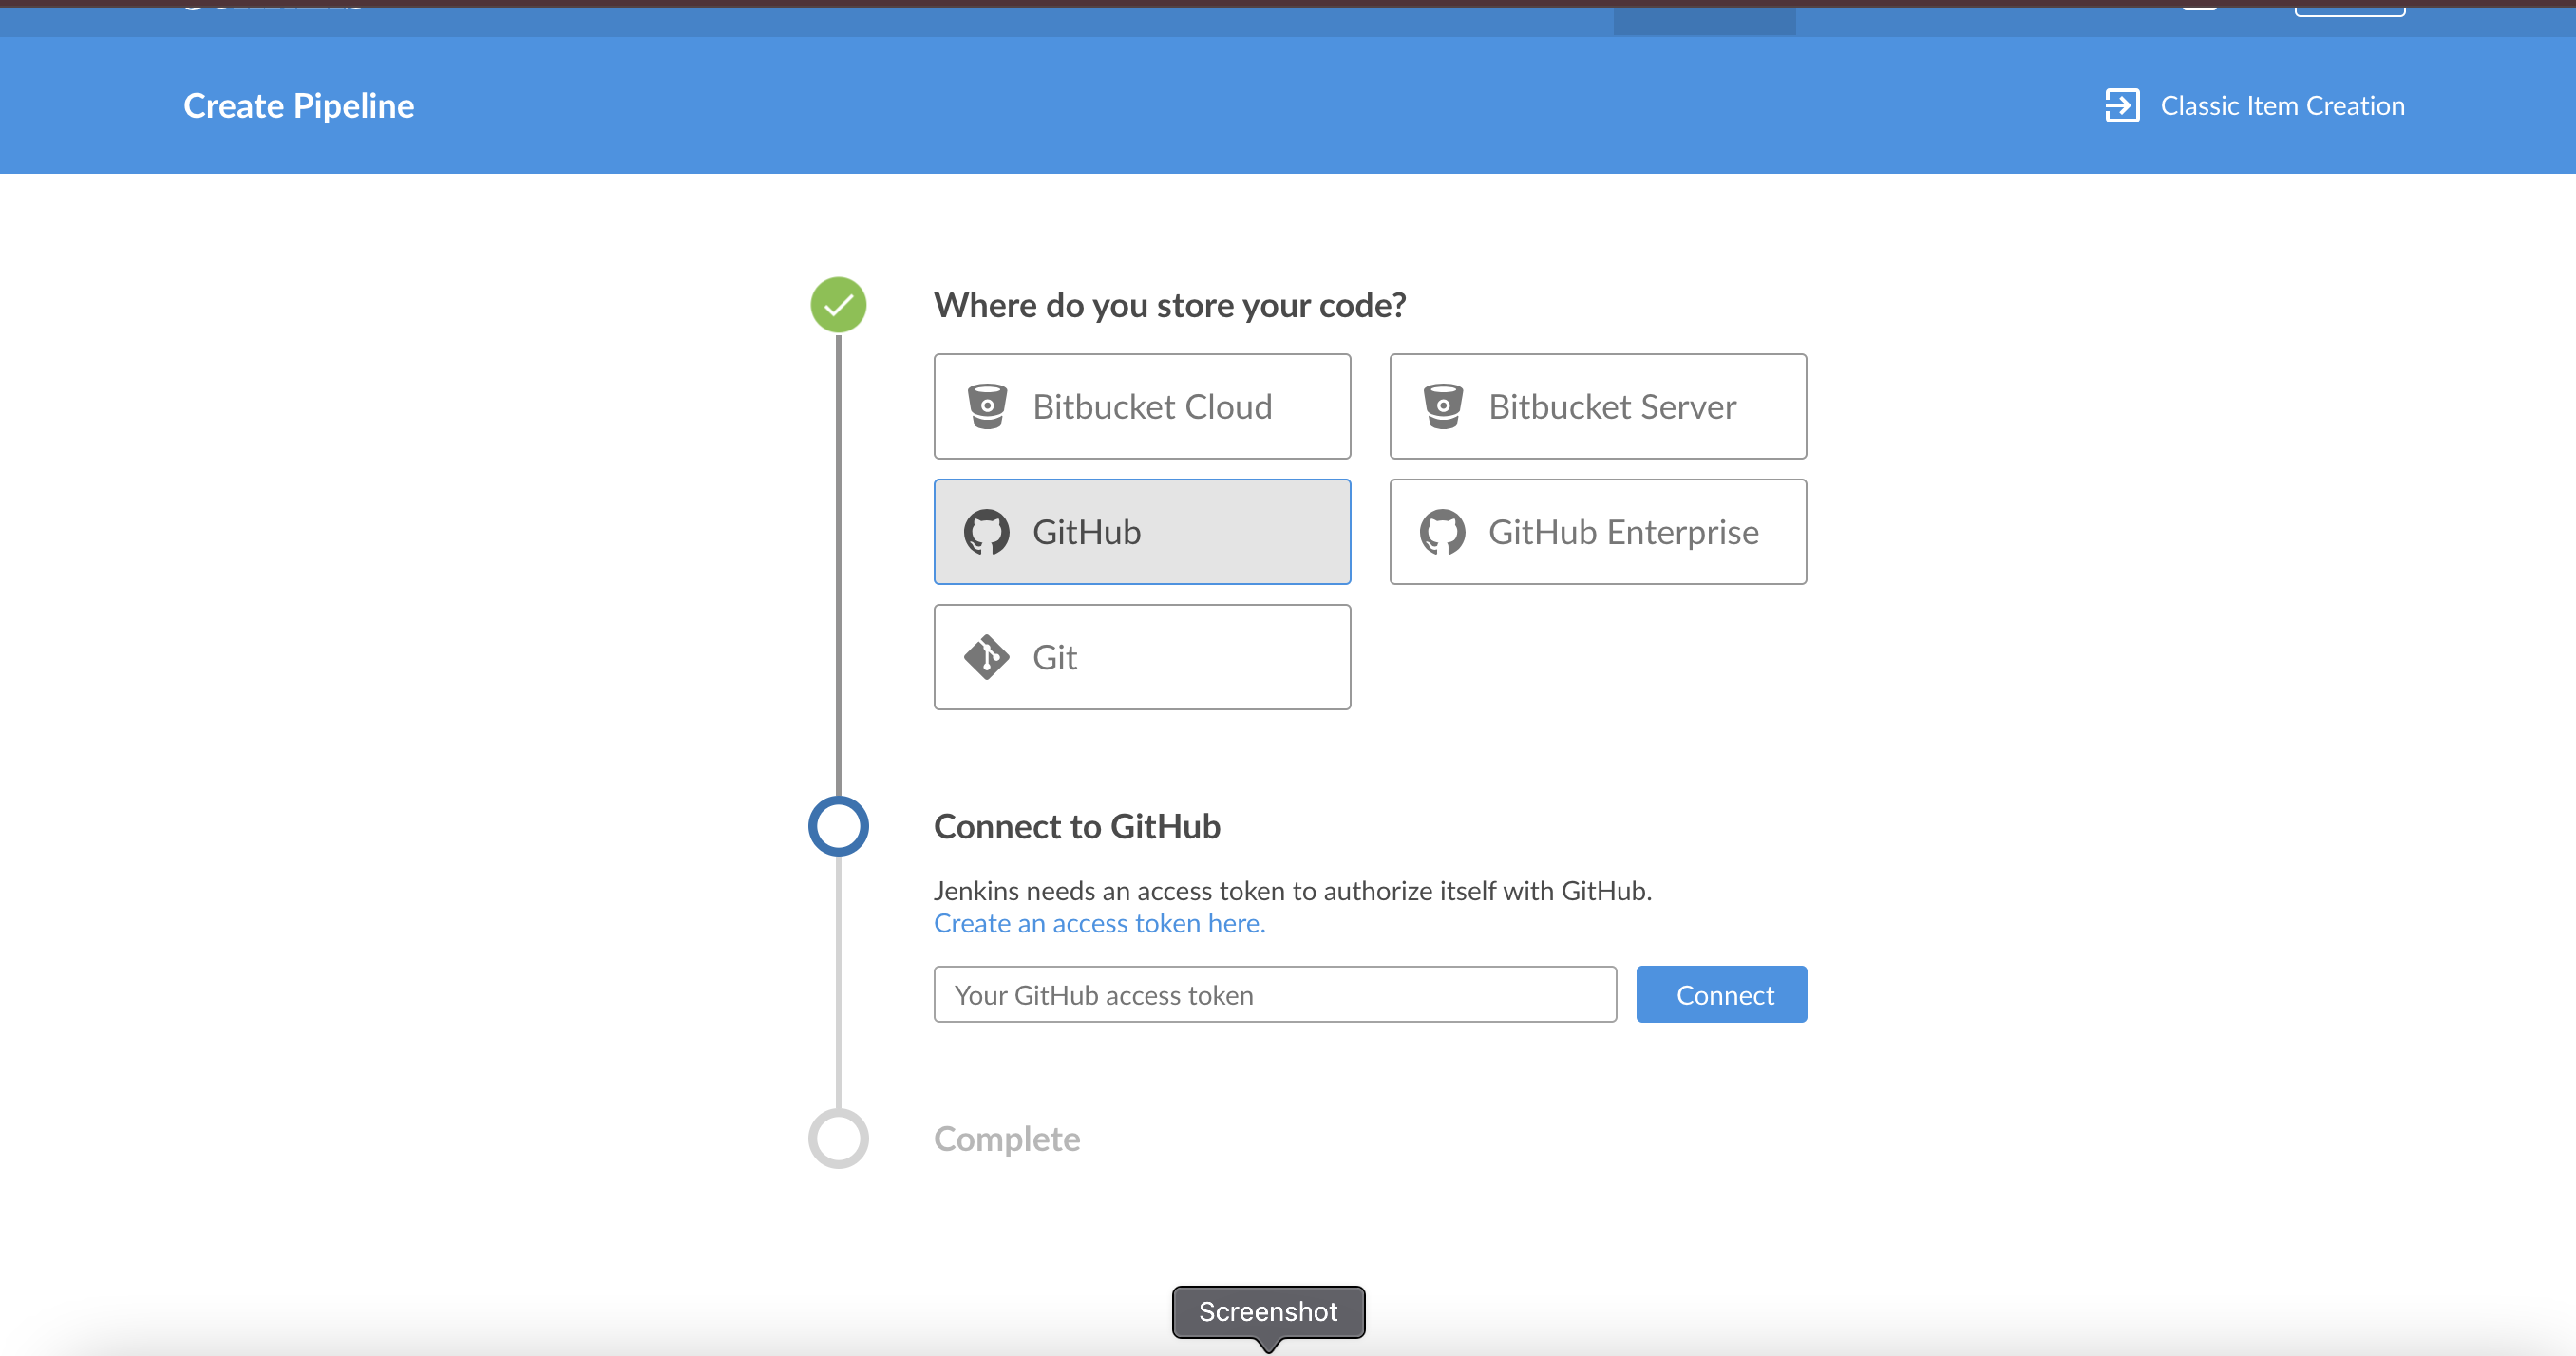 Create Pipeline
Classic Item Creation
Where do you store your code?
Bitbucket Cloud
Bitbucket Server
GitHub
GitHub Enterprise
Git
Connect to GitHub
Jenkins needs an access token to authorize itself with GitHub.
Create an access token here.
Your GitHub access token
Connect
Complete
Screenshot